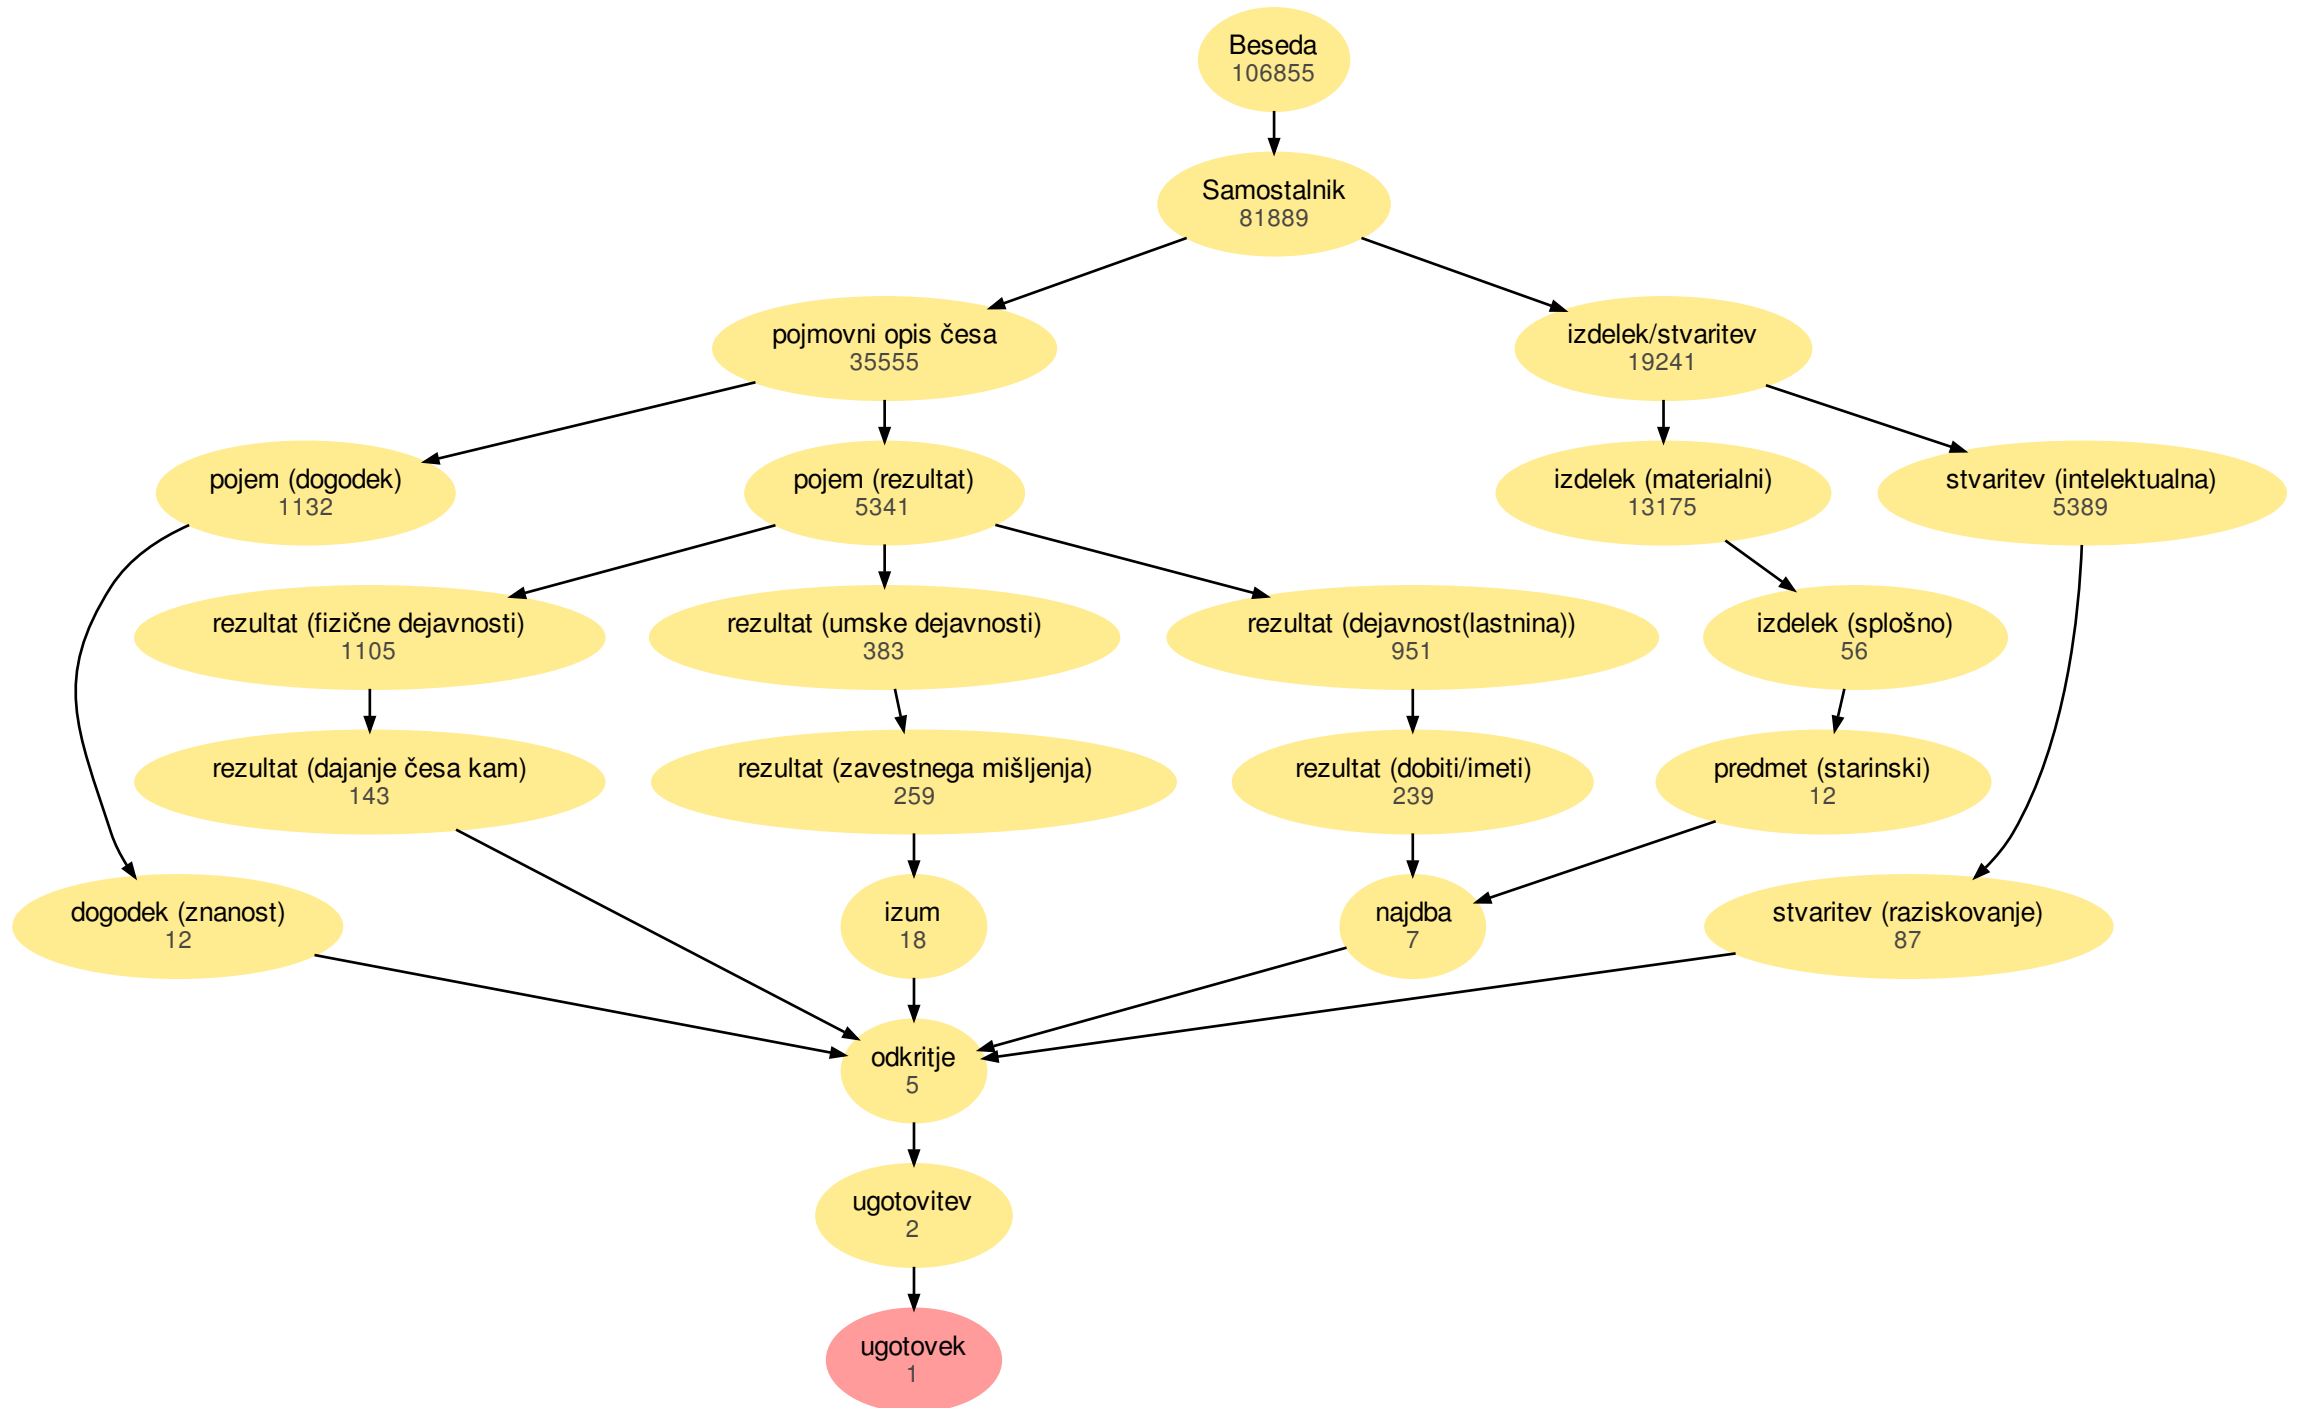 Beseda
106855
Samostalnik
81889
pojmovni opis česa
35555
izdelek/stvaritev
19241
pojem (dogodek)
1132
pojem (rezultat)
5341
izdelek (materialni)
13175
stvaritev (intelektualna)
5389
rezultat (fizične dejavnosti)
1105
rezultat (umske dejavnosti)
383
rezultat (dejavnost(lastnina))
951
izdelek (splošno)
56
rezultat (dajanje česa kam)
143
rezultat (zavestnega mišljenja)
259
rezultat (dobiti/imeti)
239
predmet (starinski)
12
dogodek (znanost)
12
izum
18
najdba
7
stvaritev (raziskovanje)
87
odkritje
5
ugotovitev
2
ugotovek
1